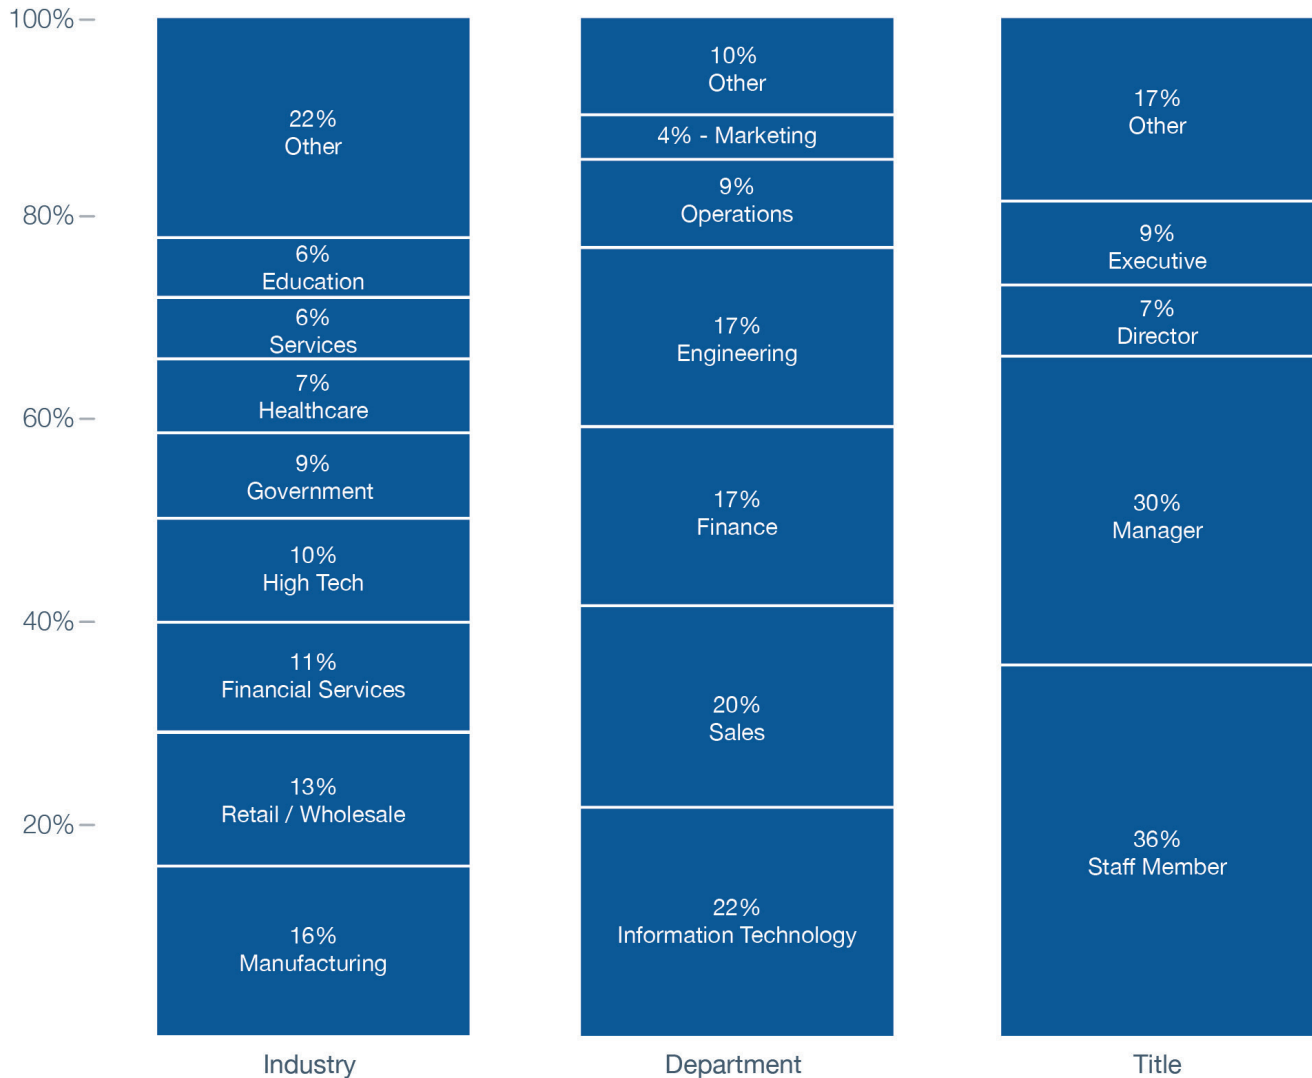 100%
80%
60%
40%
20%
22%
Other
6%
Education
6%
Services
7%
Healthcare
9%
Government
10%
High Tech
11%
Financial Services
13%
Retail / Wholesale
16%
Manufacturing
Industry
10%
Other
4% - Marketing
9%
Operations
17%
Engineering
17%
Finance
20%
Sales
22%
Information Technology
Department
17%
Other
9%
Executive
7%
Director
30%
Manager
36%
Staff Member
Title